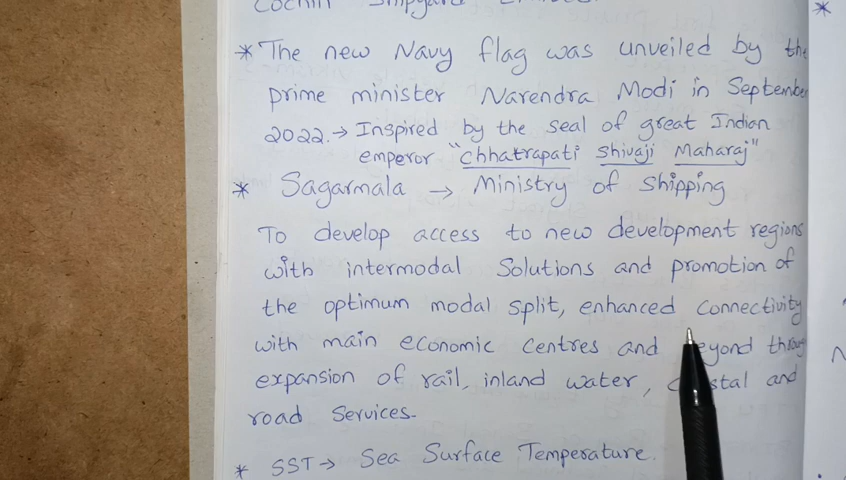 Cochin Shipyard
* The new Navy flag was unveiled by the
prime minister Narendra Modi in September
2022. → Inspired by the seal of great Indian
emperor "Chhatrapati Shivaji Maharaj"
* Sagarmala → Ministry of Shipping
To develop access to new development regions
with intermodal Solutions and promotion of
the optimum modal split, enhanced connectivity
with main economic centres and beyond through
expansion of rail, inland water, coastal and
road Services.
* SST → Sea Surface Temperature.
*